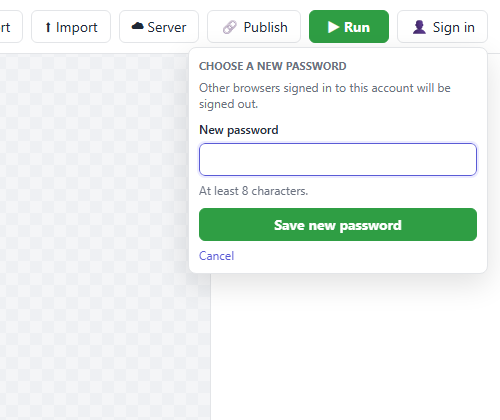 rt
Import
Server
Publish
Run
Sign in
CHOOSE A NEW PASSWORD
Other browsers signed in to this account will be
signed out.
New password
At least 8 characters.
Save new password
Cancel